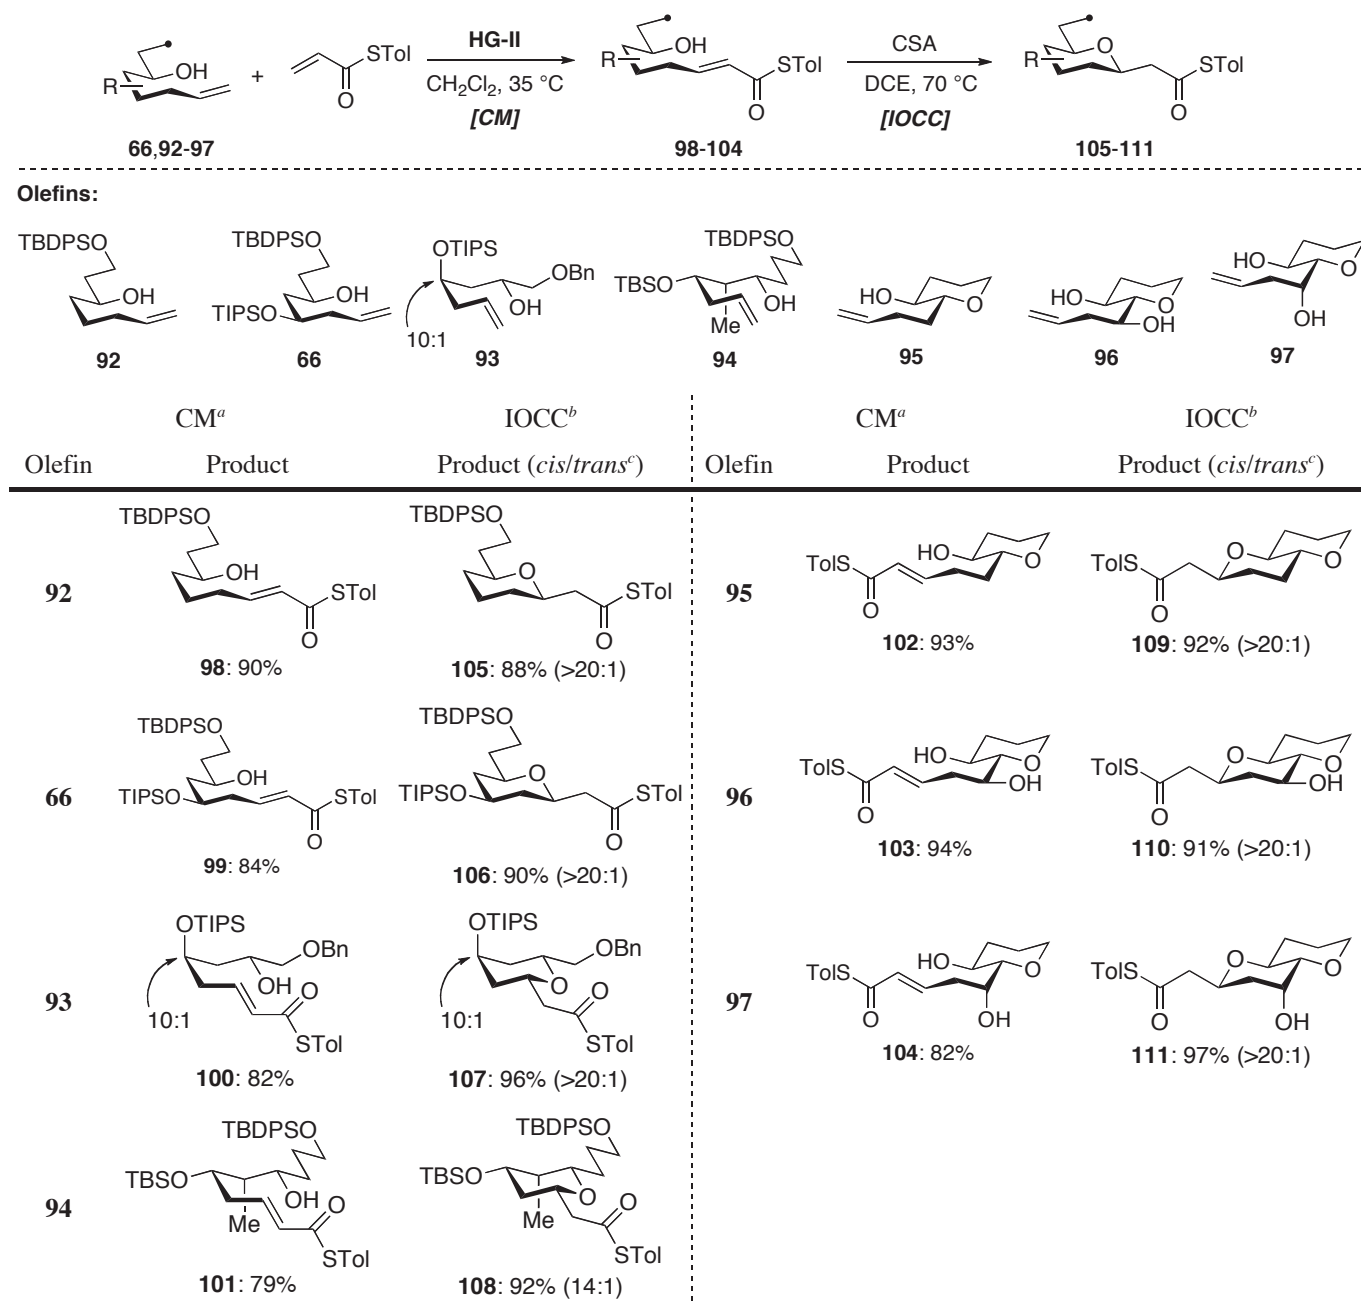 OH
R
+
STol
O
HG-II
CH2Cl2, 35 °C
[CM]
OH
R
STol
O
CSA
DCE, 70 °C
[IOCC]
O
R
STol
O
66,92-97
98-104
105-111
Olefins:
TBDPSO
OH
92
TBDPSO
OH
TIPSO
66
OTIPS
OBn
OH
10:1
93
TBDPSO
TBSO
OH
Me
94
HO
O
95
HO
O
OH
96
HO
O
OH
97
CMa IOCCb CMa IOCCb
Olefin Product Product (cis/transc) Olefin Product Product (cis/transc)
92
TBDPSO
OH
STol
O
98: 90%
TBDPSO
O
STol
O
105: 88% (>20:1)
95
HO
TolS
O
O
102: 93%
O
TolS
O
O
109: 92% (>20:1)
66
TBDPSO
OH
TIPSO
STol
O
99: 84%
TBDPSO
O
TIPSO
STol
O
106: 90% (>20:1)
96
HO
TolS
O
OH
O
103: 94%
O
TolS
O
OH
O
110: 91% (>20:1)
93
OTIPS
OBn
OH
O
10:1
STol
100: 82%
OTIPS
OBn
O
O
10:1
STol
107: 96% (>20:1)
97
HO
TolS
O
O
OH
104: 82%
O
TolS
O
O
OH
111: 97% (>20:1)
94
TBDPSO
TBSO
OH
O
Me
STol
101: 79%
TBDPSO
TBSO
O
O
Me
STol
108: 92% (14:1)